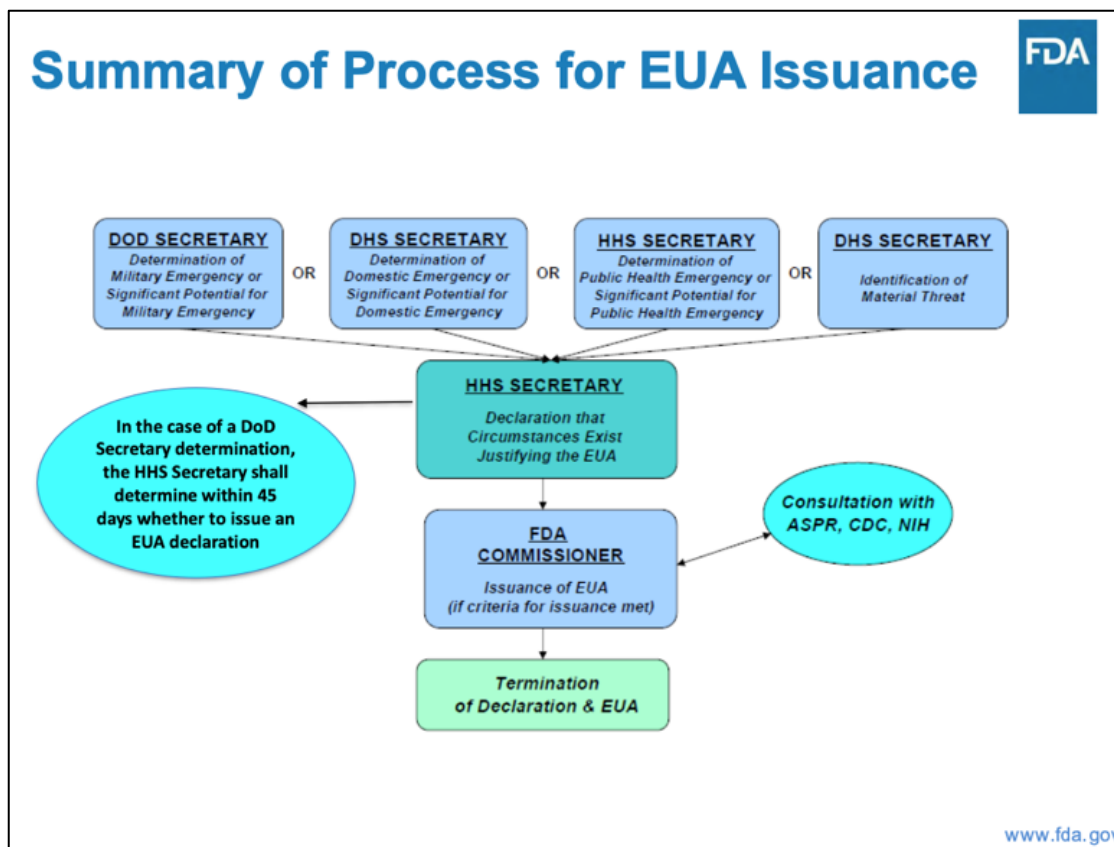 Summary of Process for EUA Issuance
FDA
DOD SECRETARY
Determination of
Military Emergency or
Significant Potential for
Military Emergency
OR
DHS SECRETARY
Determination of
Domestic Emergency or
Significant Potential for
Domestic Emergency
OR
HHS SECRETARY
Determination of
Public Health Emergency or
Significant Potential for
Public Health Emergency
OR
DHS SECRETARY
Identification of
Material Threat
HHS SECRETARY
Declaration that
Circumstances Exist
Justifying the EUA
In the case of a DoD
Secretary determination,
the HHS Secretary shall
determine within 45
days whether to issue an
EUA declaration
FDA
COMMISSIONER
Issuance of EUA
(if criteria for issuance met)
Consultation with
ASPR, CDC, NIH
Termination
of Declaration & EUA
www.fda.gov